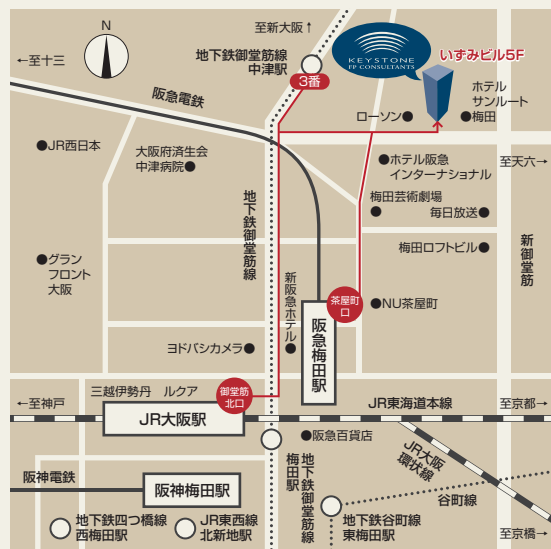 N
至新大阪↑
←至十三
地下鉄御堂筋線
中津駅
3番
KEYSTONE
FP CONSULTANTS
いずみビル5F
阪急電鉄
ローソン
ホテル
サンルート
梅田
JR西日本
大阪府済生会
中津病院
ホテル阪急
インターナショナル
至天六→
梅田芸術劇場
毎日放送
地下鉄御堂筋線
新御堂筋
梅田ロフトビル
グラン
フロント
大阪
新阪急ホテル
茶屋町
口
NU茶屋町
阪急梅田駅
ヨドバシカメラ
三越伊勢丹 ルクア
御堂筋
北口
←至神戸
JR大阪駅
JR東海道本線
至京都→
阪急百貨店
JR大阪
環状線
阪神電鉄
阪神梅田駅
地下鉄御堂筋線
梅田駅
谷町線
地下鉄四つ橋線
西梅田駅
JR東西線
北新地駅
地下鉄谷町線
東梅田駅
至京橋→